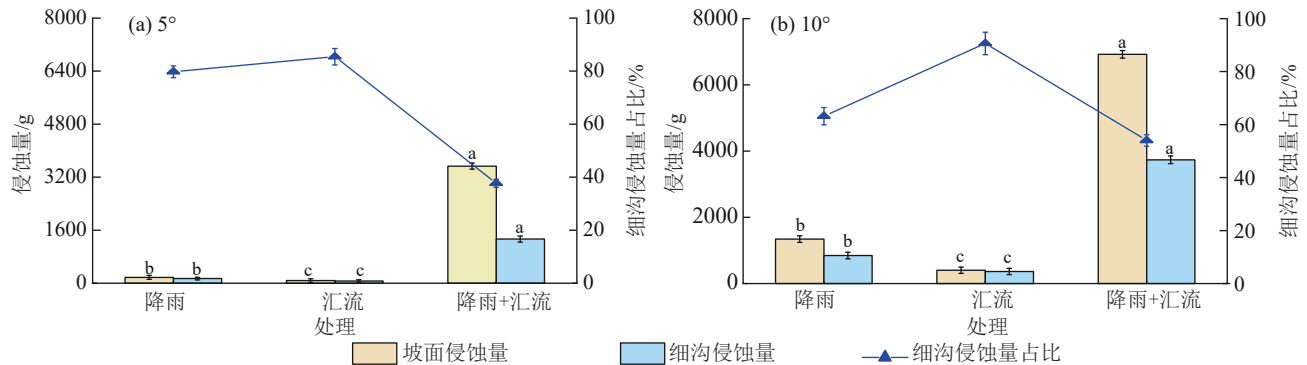 (a) 5°
侵蚀量/g
8000
6400
4800
3200
1600
0
b
b
c
c
a
a
100
80
60
40
20
0
细沟侵蚀量占比/%
降雨
汇流
降雨+汇流
处理
(b) 10°
侵蚀量/g
8000
6000
4000
2000
0
b
b
c
c
a
a
100
80
60
40
20
0
细沟侵蚀量占比/%
降雨
汇流
降雨+汇流
处理
坡面侵蚀量
细沟侵蚀量
细沟侵蚀量占比